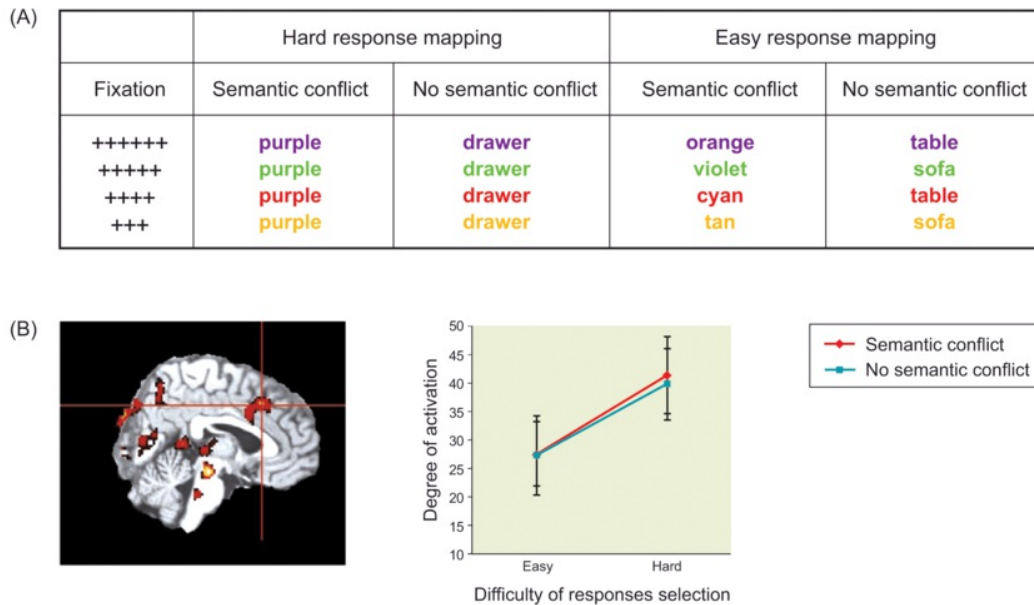 (A)
Hard response mapping Easy response mapping
Fixation Semantic conflict No semantic conflict Semantic conflict No semantic conflict
++++++ purple drawer orange table
+++++ purple drawer violet sofa
++++ purple drawer cyan table
+++ purple drawer tan sofa
(B)
50
45
40
35
30
25
20
15
10
Degree of activation
Easy Hard
Difficulty of responses selection
Semantic conflict
No semantic conflict